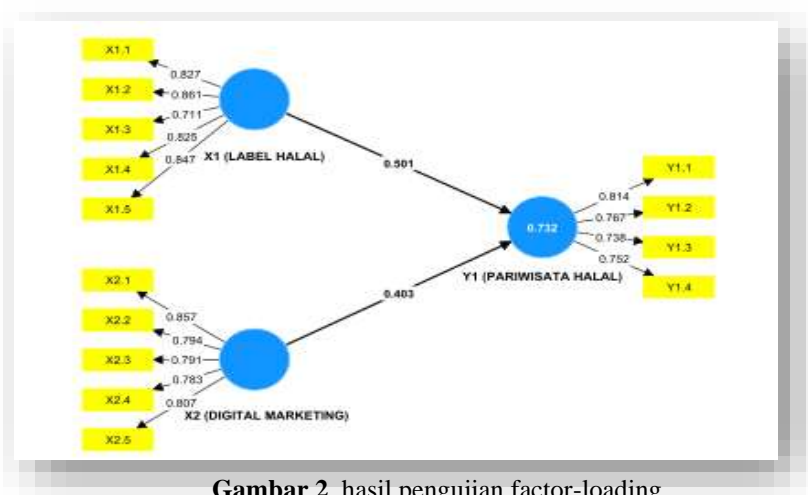 X1.1
0.827
X1.2
0.861
0.711
X1.3
0.825
X1.4
0.847
X1.5
X1 (LABEL HALAL)
0.501
X2.1
0.857
X2.2
0.794
X2.3
0.791
0.783
X2.4
0.807
X2.5
X2 (DIGITAL MARKETING)
0.403
0.732
Y1 (PARIWISATA HALAL)
0.814
Y1.1
0.767
Y1.2
0.738
Y1.3
0.752
Y1.4
Gambar 2. hasil pengujian factor-loading